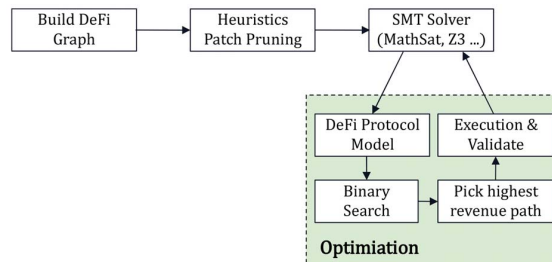 Build DeFi
Graph
Heuristics
Patch Pruning
SMT Solver
(MathSat, Z3 ...)
DeFi Protocol
Model
Execution &
Validate
Binary
Search
Pick highest
revenue path
Optimiation